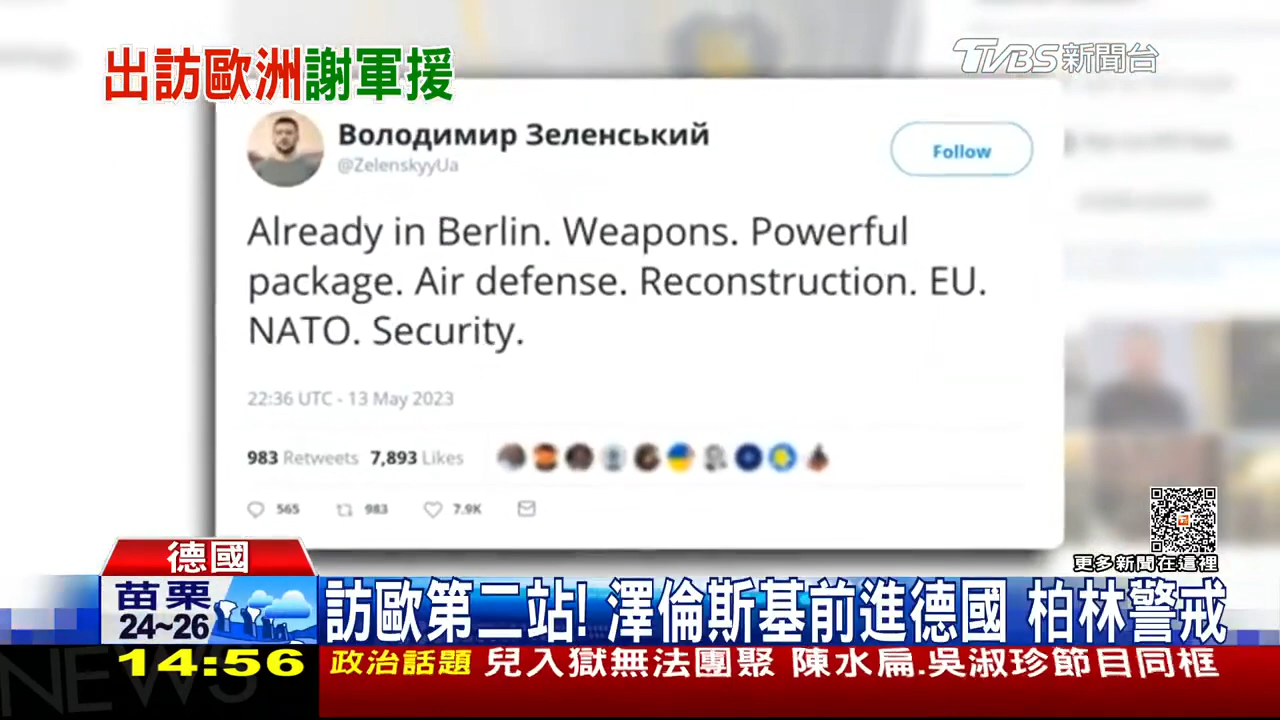 出訪歐洲謝軍援
TVBS新聞台
Володимир Зеленський
@ZelenskyyUa
Follow
Already in Berlin. Weapons. Powerful
package. Air defense. Reconstruction. EU.
NATO. Security.
22:36 UTC - 13 May 2023
983 Retweets 7,893 Likes
565 983 7.9K
更多新聞在這裡
德國
苗栗
24~26
訪歐第二站! 澤倫斯基前進德國 柏林警戒
14:56
政治話題 兒入獄無法團聚 陳水扁.吳淑珍節目同框
NEWS